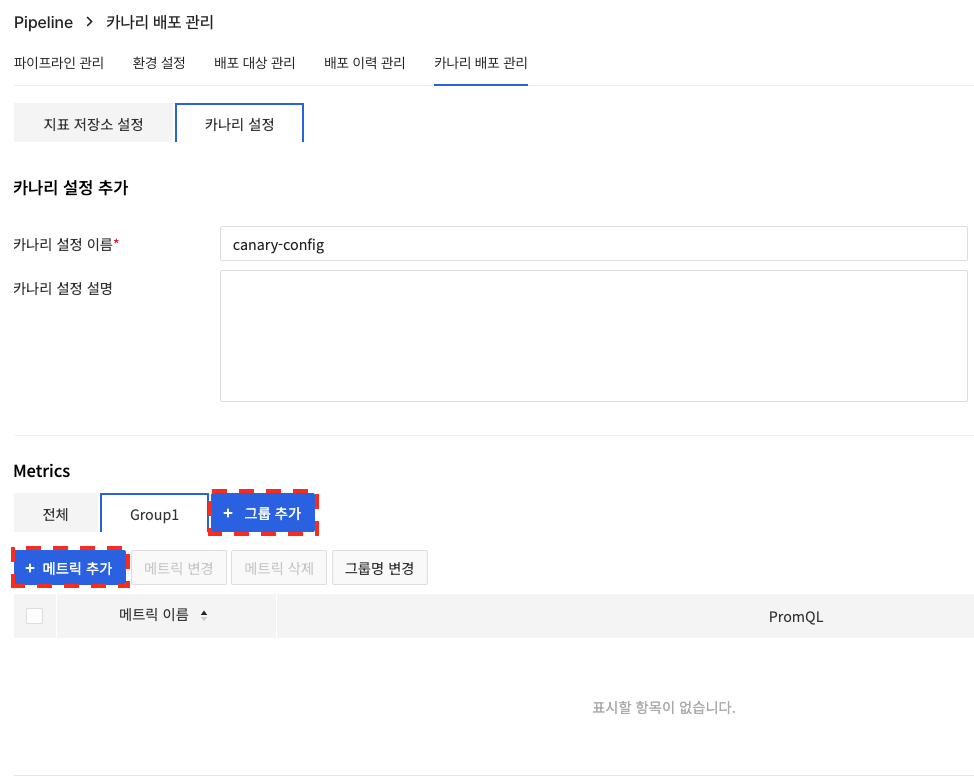 Pipeline > 카나리 배포 관리
파이프라인 관리 환경 설정 배포 대상 관리 배포 이력 관리 카나리 배포 관리
지표 저장소 설정 카나리 설정
카나리 설정 추가
카나리 설정 이름* canary-config
카나리 설정 설명
Metrics
전체 Group1 + 그룹 추가
+ 메트릭 추가 메트릭 변경 메트릭 삭제 그룹명 변경
메트릭 이름 PromQL
표시할 항목이 없습니다.